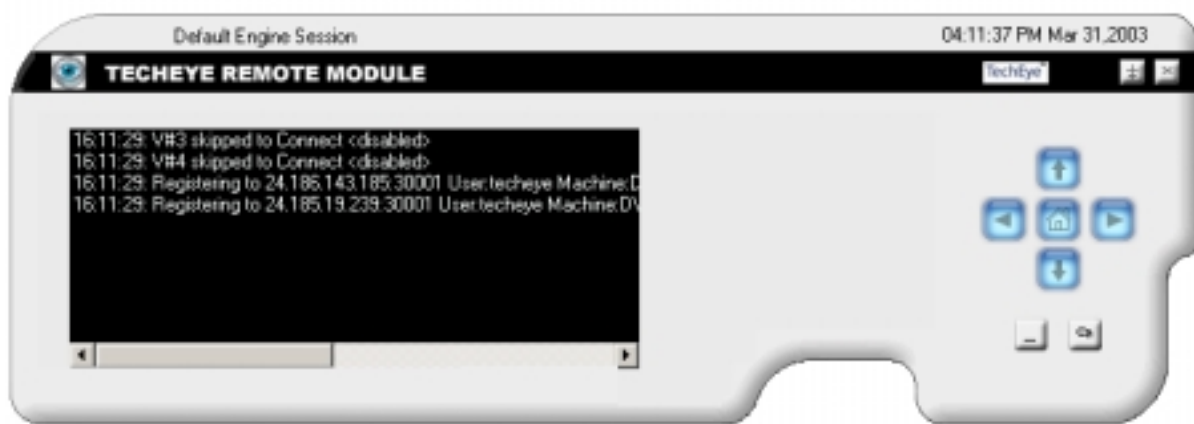 Default Engine Session 04:11:37 PM Mar 31,2003
TECHEYE REMOTE MODULE TechEye
16:11:29: V#3 skipped to Connect <disabled>
16:11:29: V#4 skipped to Connect <disabled>
16:11:29: Registering to 24.186.143.185:30001 User:techeye Machine:D
16:11:29: Registering to 24.185.19.239:30001 User:techeye Machine:DV